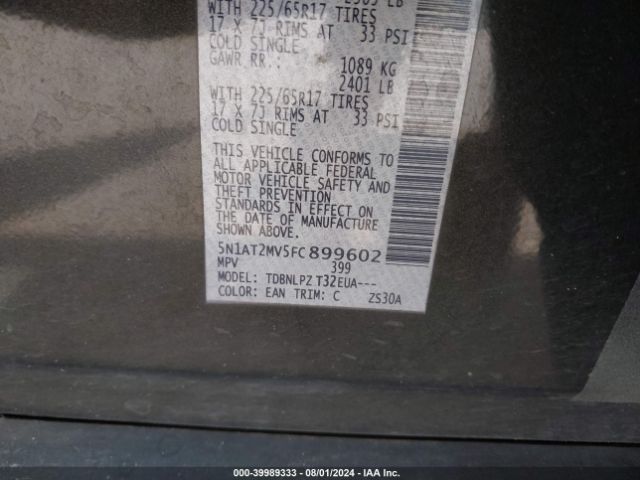 WITH 225/65R17 TIRES
17 X 7J RIMS AT 33 PSI
COLD SINGLE
GAWR RR.: 1089 KG
2401 LB
WITH 225/65R17 TIRES
17 X 7J RIMS AT 33 PSI
COLD SINGLE
THIS VEHICLE CONFORMS TO
ALL APPLICABLE FEDERAL
MOTOR VEHICLE SAFETY AND
THEFT PREVENTION
STANDARDS IN EFFECT ON
THE DATE OF MANUFACTURE
SHOWN ABOVE.
5N1AT2MV5FC899602
MPV 399
MODEL: TDBNLPZ T32EUA---
COLOR: EAN TRIM: C ZS30A
000-39989333 - 08/01/2024 - IAA Inc.